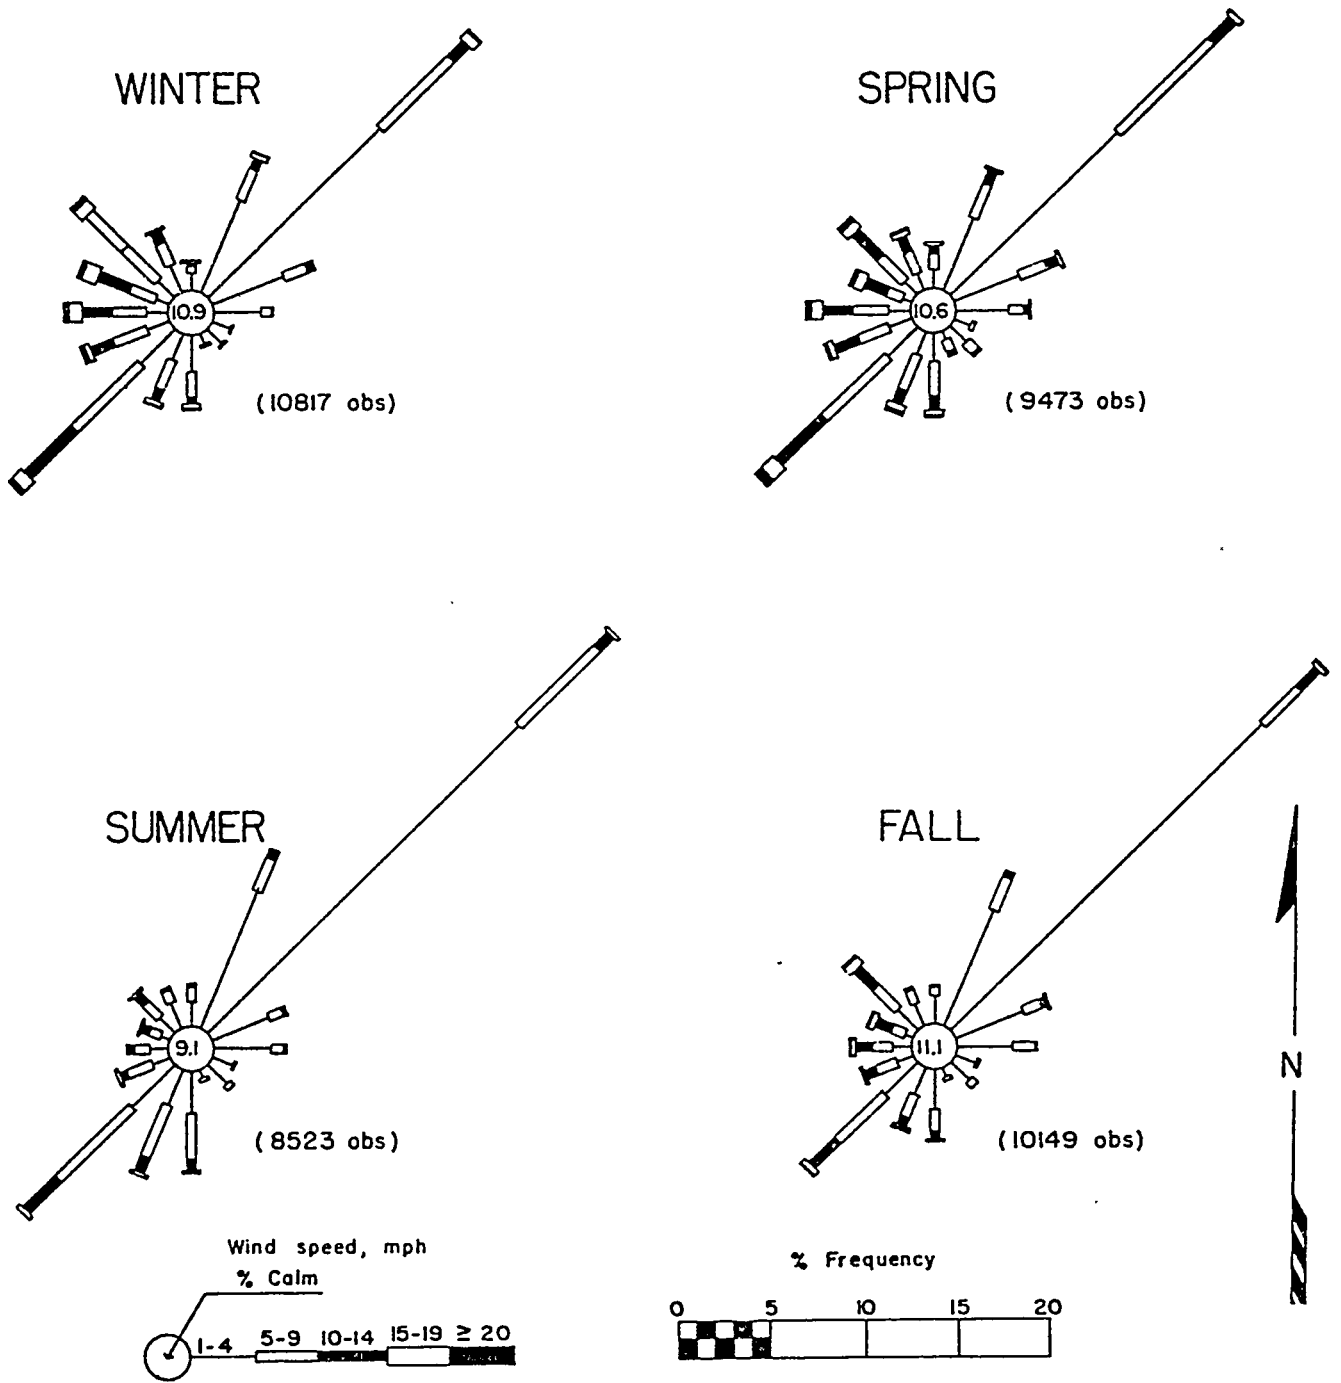 WINTER
10.9
(10817 obs)
SPRING
10.6
(9473 obs)
SUMMER
9.1
(8523 obs)
FALL
11.1
(10149 obs)
N
Wind speed, mph
% Calm
1-4 5-9 10-14 15-19 ≥ 20
% Frequency
0 5 10 15 20